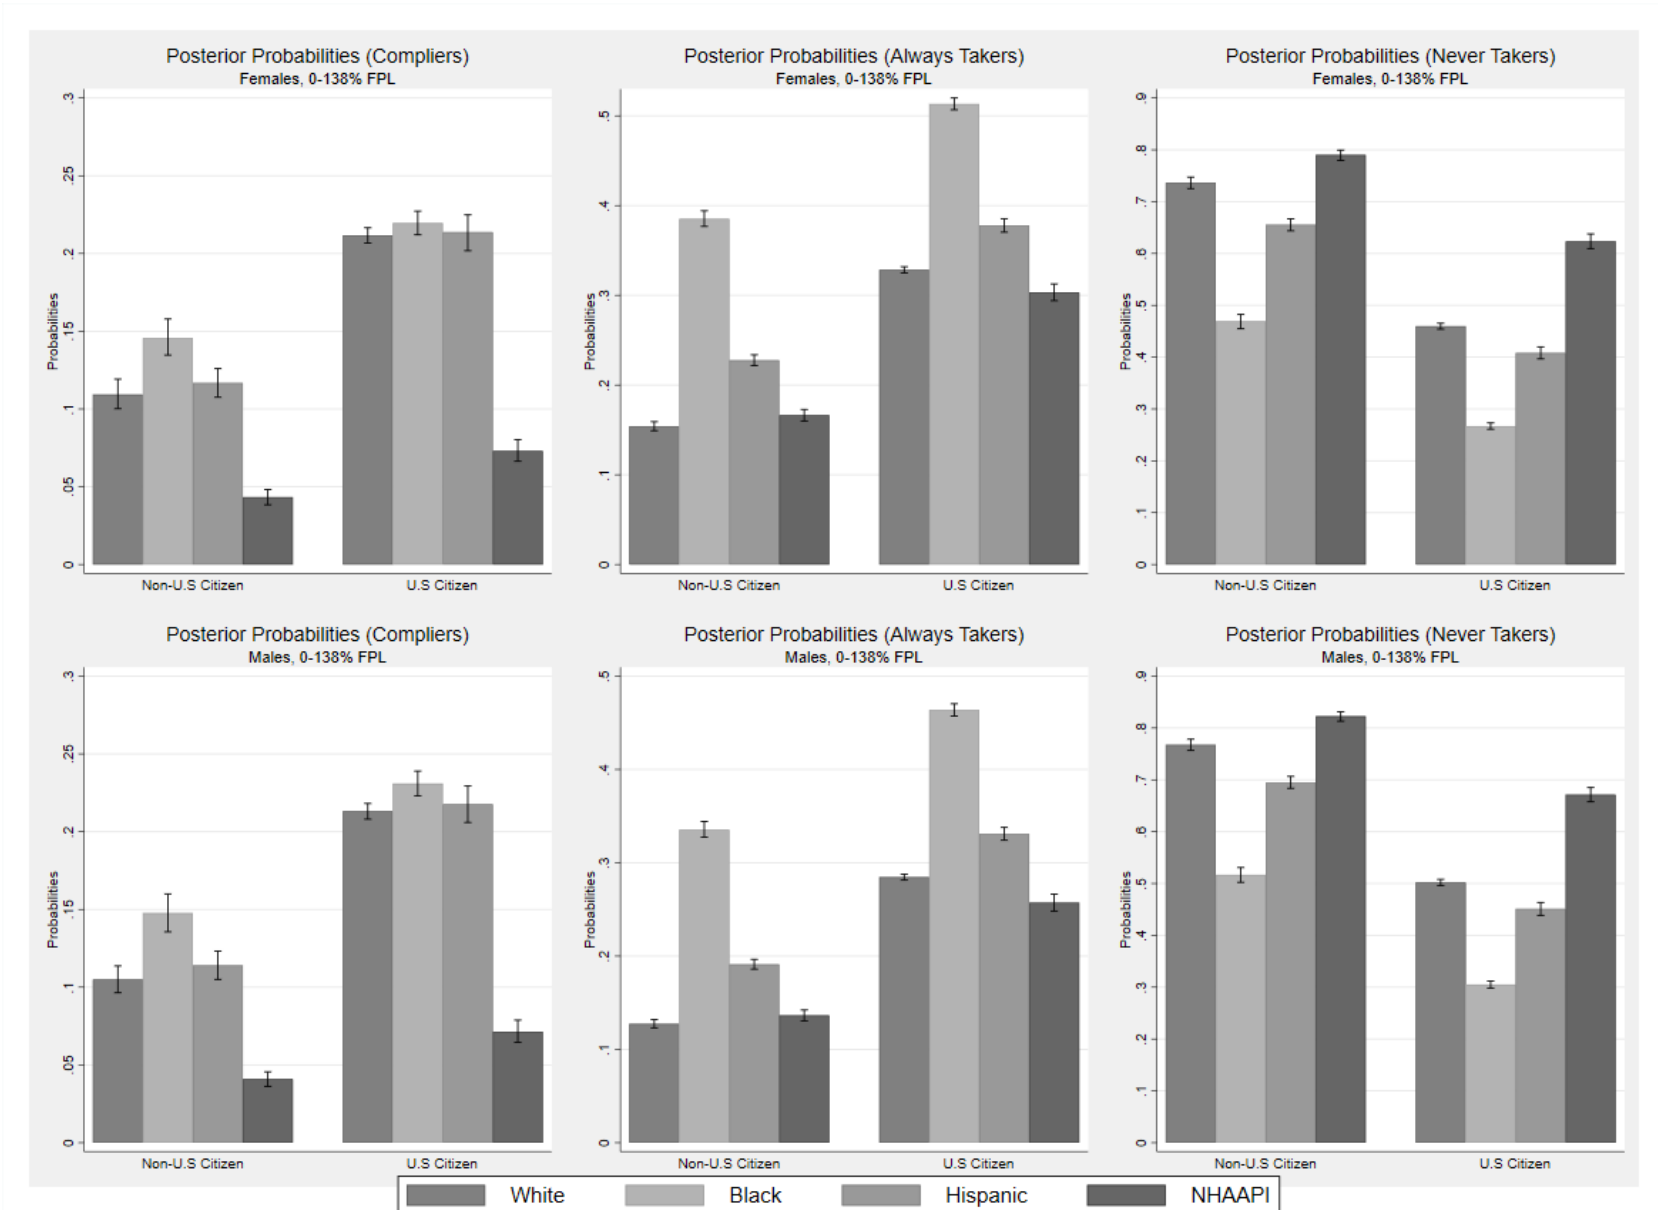 Posterior Probabilities (Compliers)
Females, 0-138% FPL
Probabilities
0 .05 .1 .15 .2 .25 .3
Non-U.S Citizen U.S Citizen
Posterior Probabilities (Always Takers)
Females, 0-138% FPL
Probabilities
0 .1 .2 .3 .4 .5
Non-U.S Citizen U.S Citizen
Posterior Probabilities (Never Takers)
Females, 0-138% FPL
Probabilities
0 .1 .2 .3 .4 .5 .6 .7 .8 .9
Non-U.S Citizen U.S Citizen
Posterior Probabilities (Compliers)
Males, 0-138% FPL
Probabilities
0 .05 .1 .15 .2 .25 .3
Non-U.S Citizen U.S Citizen
Posterior Probabilities (Always Takers)
Males, 0-138% FPL
Probabilities
0 .1 .2 .3 .4 .5
Non-U.S Citizen U.S Citizen
Posterior Probabilities (Never Takers)
Males, 0-138% FPL
Probabilities
0 .1 .2 .3 .4 .5 .6 .7 .8 .9
Non-U.S Citizen U.S Citizen
White Black Hispanic NHAAPI